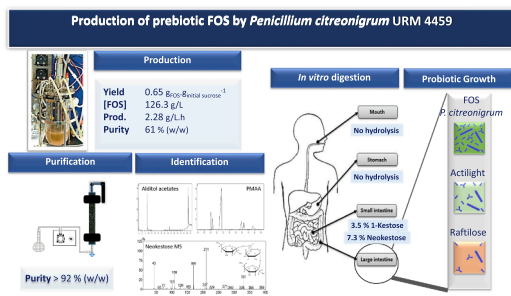 Production of prebiotic FOS by Penicillium citreonigrum URM 4459
Production
Yield 0.65 gFOS.ginitial sucrose-1
[FOS] 126.3 g/L
Prod. 2.28 g/L.h
Purity 61 % (w/w)
Purification
Purity > 92 % (w/w)
Identification
Alditol acetates
PMAA
Neokestose MS
In vitro digestion
Mouth
No hydrolysis
Stomach
No hydrolysis
Small intestine
3.5 % 1-Kestose
7.3 % Neokestose
Large intestine
Probiotic Growth
FOS
P. citreonigrum
Actilight
Raftilose